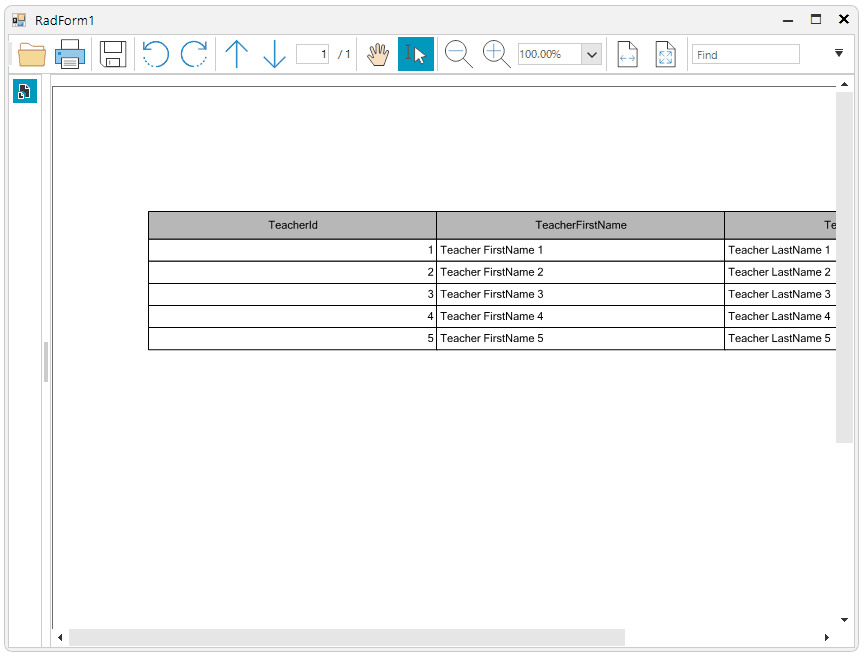 RadForm1
1 / 1 100.00% Find
TeacherId TeacherFirstName Te
1 Teacher FirstName 1 Teacher LastName 1
2 Teacher FirstName 2 Teacher LastName 2
3 Teacher FirstName 3 Teacher LastName 3
4 Teacher FirstName 4 Teacher LastName 4
5 Teacher FirstName 5 Teacher LastName 5